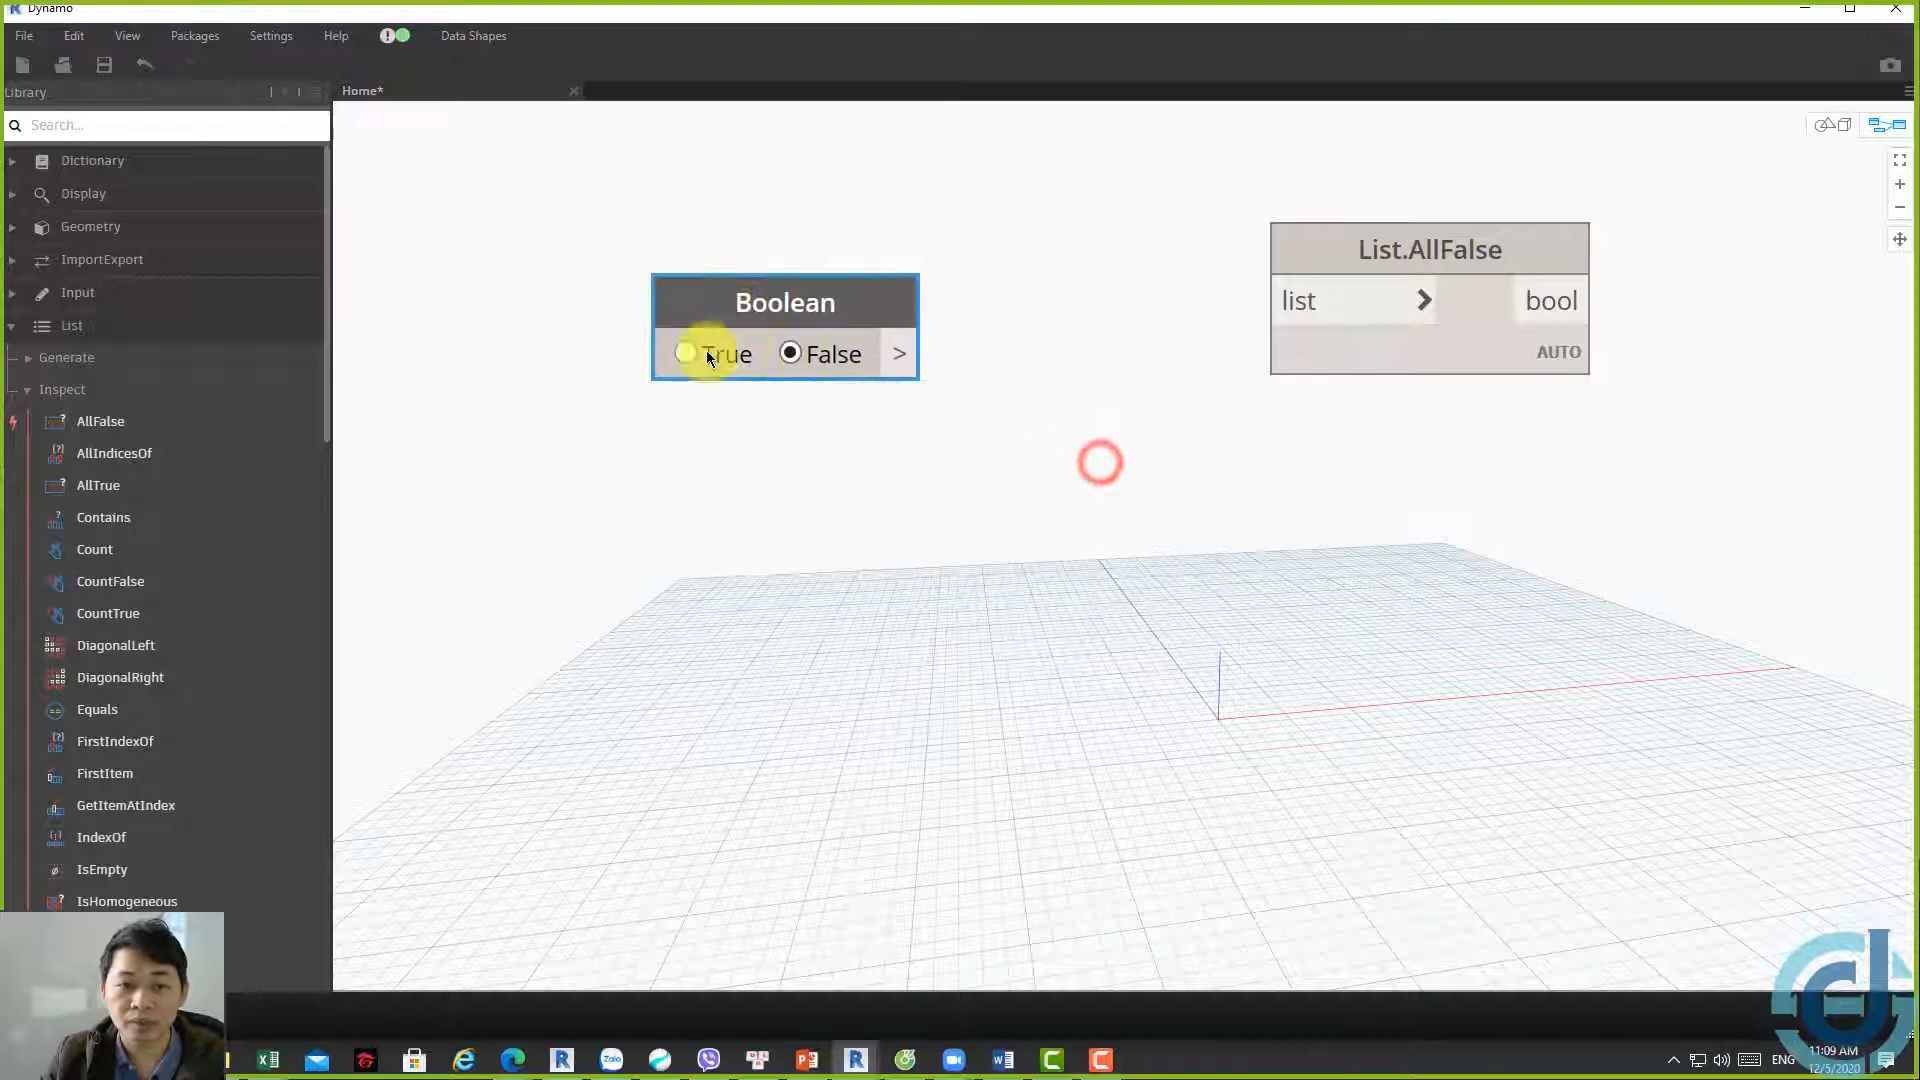 Dynamo
File Edit View Packages Settings Help Data Shapes
Library
Home*
Search...
Dictionary
Display
Geometry
ImportExport
Input
List
Generate
Inspect
AllFalse
AllIndicesOf
AllTrue
Contains
Count
CountFalse
CountTrue
DiagonalLeft
DiagonalRight
Equals
FirstIndexOf
FirstItem
GetItemAtIndex
IndexOf
IsEmpty
IsHomogeneous
Boolean
True False >
List.AllFalse
list bool
AUTO
Zalo
ENG
11:09 AM
12/5/2020